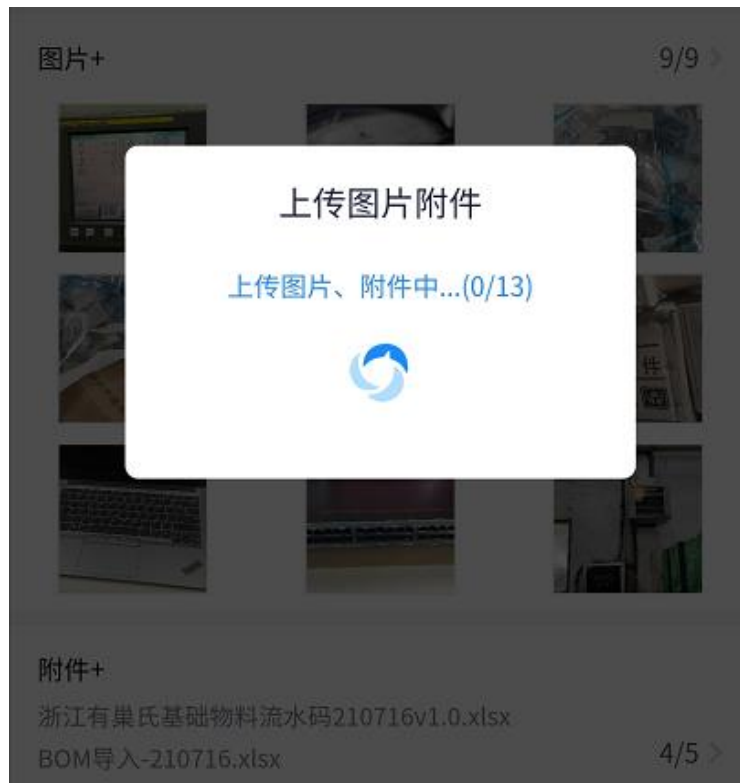 图片+
9/9
上传图片附件
上传图片、附件中...(0/13)
件
附件+
浙江有巢氏基础物料流水码210716v1.0.xlsx
BOM导入-210716.xlsx
4/5